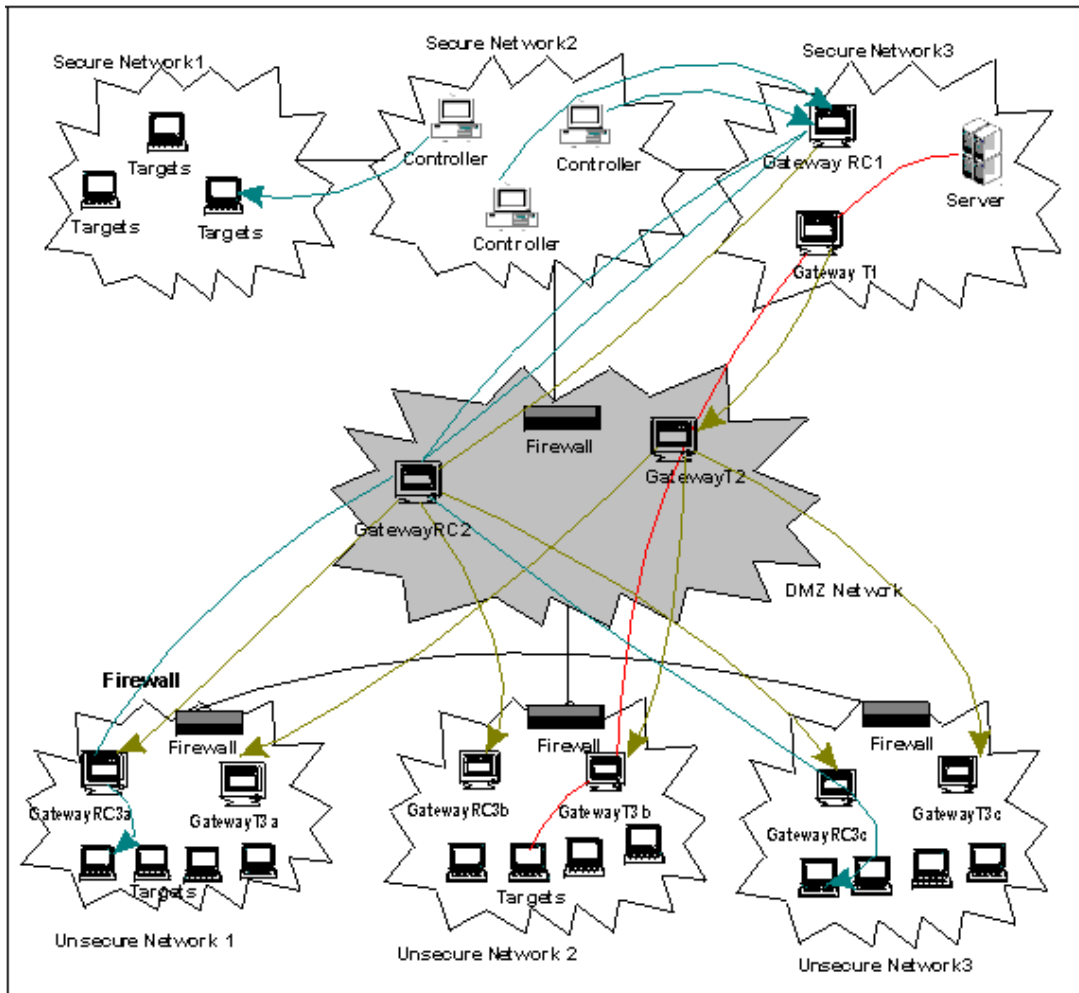 Secure Network1
Secure Network2
Secure Network3
Targets
Targets
Targets
Controller
Controller
Controller
Gateway RC1
Server
Gateway T1
Firewall
GatewayT2
GatewayRC2
DMZ Network
Firewall
Firewall
Firewall
Firewall
GatewayRC3a
GatewayT3a
GatewayRC3b
GatewayT3b
GatewayRC3c
GatewayT3c
Targets
Targets
Unsecure Network 1
Unsecure Network 2
Unsecure Network3